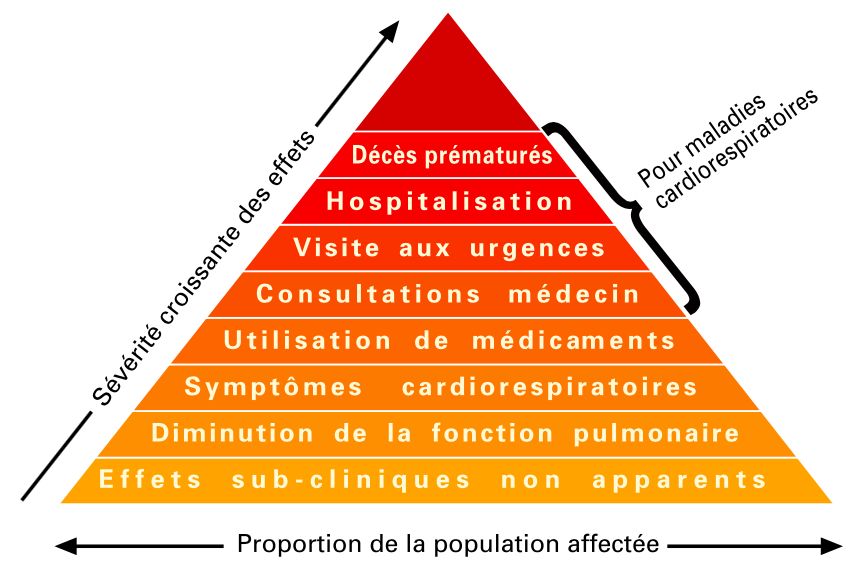 Sévérité croissante des effets
Décès prématurés
Hospitalisation
Visite aux urgences
Consultations médecin
Utilisation de médicaments
Symptômes cardiorespiratoires
Diminution de la fonction pulmonaire
Effets sub-cliniques non apparents
Pour maladies
cardiorespiratoires
Proportion de la population affectée